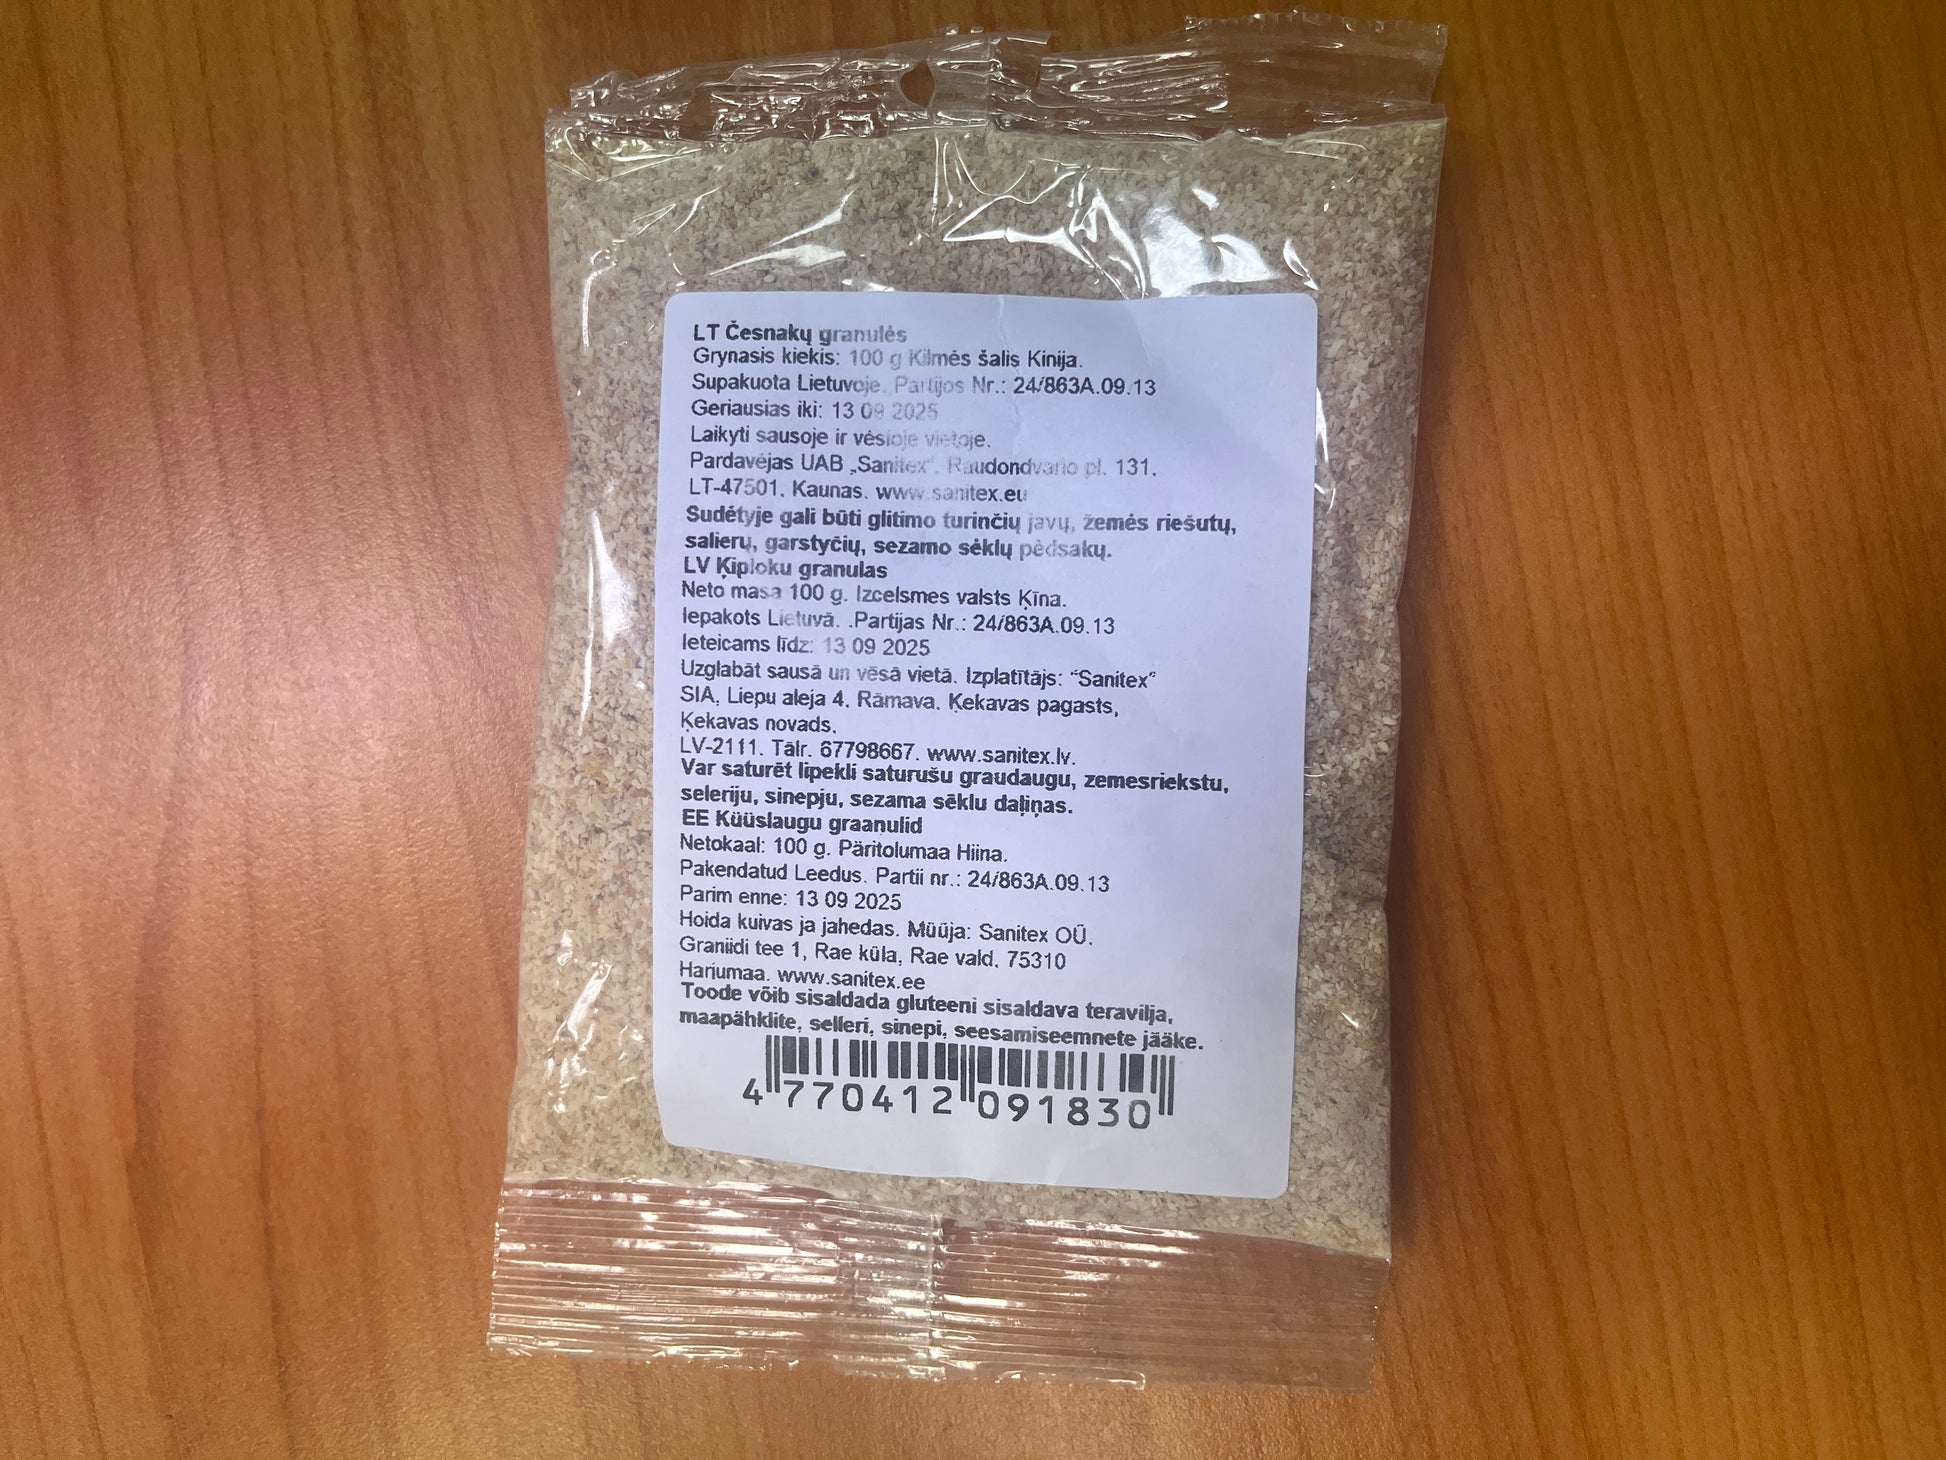 LT Česnakų granulės
Grynasis kiekis: 100 g Kilmės šalis Kinija.
Supakuota Lietuvoje. Partijos Nr.: 24/863A.09.13
Geriausias iki: 13 09 2025
Laikyti sausoje ir vėsioje vietoje.
Pardavėjas UAB „Sanitex“. Raudondvario pl. 131,
LT-47501, Kaunas. www.sanitex.eu
Sudėtyje gali būti glitimo turinčių javų, žemės riešutų,
salierų, garstyčių, sezamo sėklų pėdsakų.
LV Ķiploku granulas
Neto masa 100 g. Izcelsmes valsts Ķīna.
Iepakots Lietuvā. .Partijas Nr.: 24/863A.09.13
Ieteicams līdz: 13 09 2025
Uzglabāt sausā un vēsā vietā. Izplatītājs: “Sanitex”
SIA, Liepu aleja 4, Rāmava, Ķekavas pagasts,
Ķekavas novads,
LV-2111. Tālr. 67798667. www.sanitex.lv.
Var saturēt lipekli saturušu graudaugu, zemesriekstu,
seleriju, sinepju, sezama sēklu daļiņas.
EE Küüslaugu graanulid
Netokaal: 100 g. Päritolumaa Hiina.
Pakendatud Leedus. Partii nr.: 24/863A.09.13
Parim enne: 13 09 2025
Hoida kuivas ja jahedas. Müüja: Sanitex OÜ,
Graniidi tee 1, Rae küla, Rae vald, 75310
Harjumaa. www.sanitex.ee
Toode võib sisaldada gluteeni sisaldava teravilja,
maapähklite, selleri, sinepi, seesamiseemnete jääke.
4 770412 091830